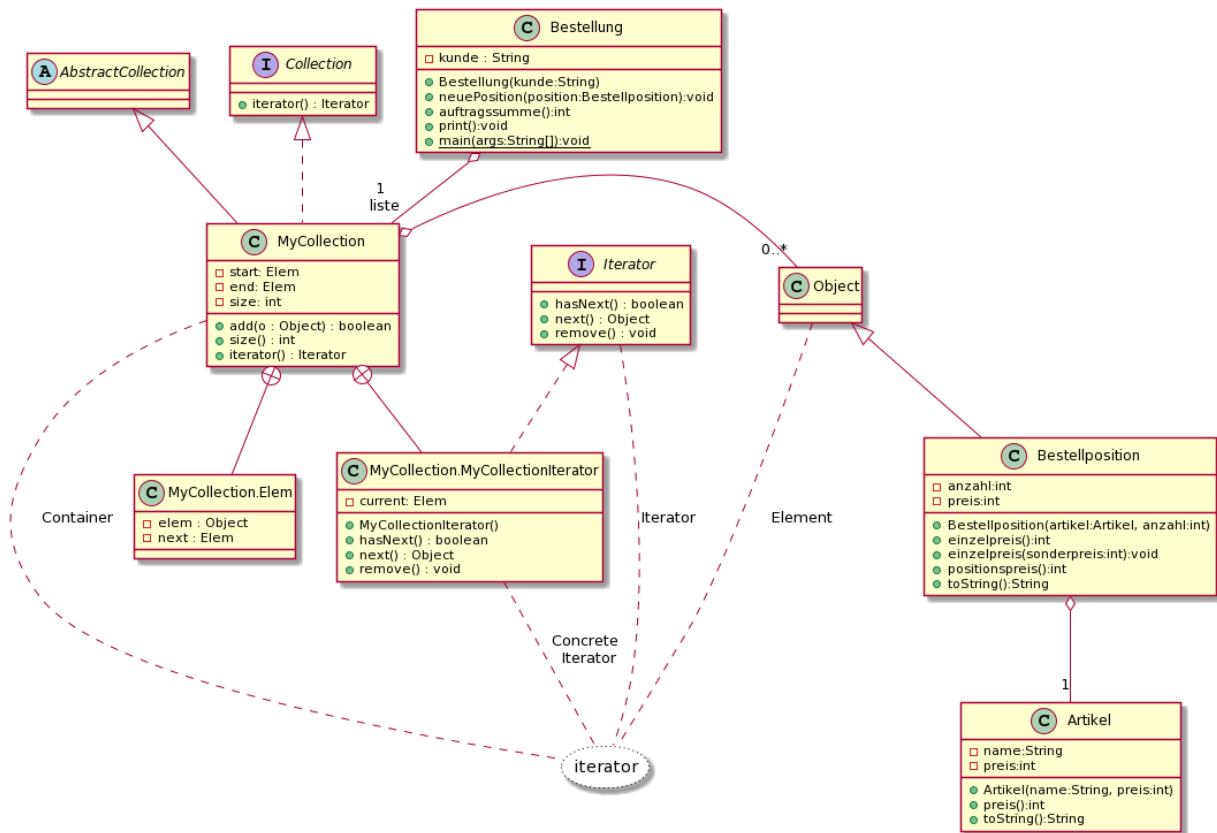 C Bestellung
kunde : String
Bestellung(kunde:String)
neuePosition(position:Bestellposition):void
auftragssumme():int
print():void
main(args:String[]):void
A AbstractCollection
I Collection
iterator() : Iterator
1
liste
C MyCollection
start: Elem
end: Elem
size: int
add(o : Object) : boolean
size() : int
iterator() : Iterator
I Iterator
hasNext() : boolean
next() : Object
remove() : void
0..*
C Object
C MyCollection.Elem
elem : Object
next : Elem
C MyCollection.MyCollectionIterator
current: Elem
MyCollectionIterator()
hasNext() : boolean
next() : Object
remove() : void
C Bestellposition
anzahl:int
preis:int
Bestellposition(artikel:Artikel, anzahl:int)
einzelpreis():int
einzelpreis(sonderpreis:int):void
positionspreis():int
toString():String
Container
Iterator
Element
Concrete
Iterator
1
iterator
C Artikel
name:String
preis:int
Artikel(name:String, preis:int)
preis():int
toString():String